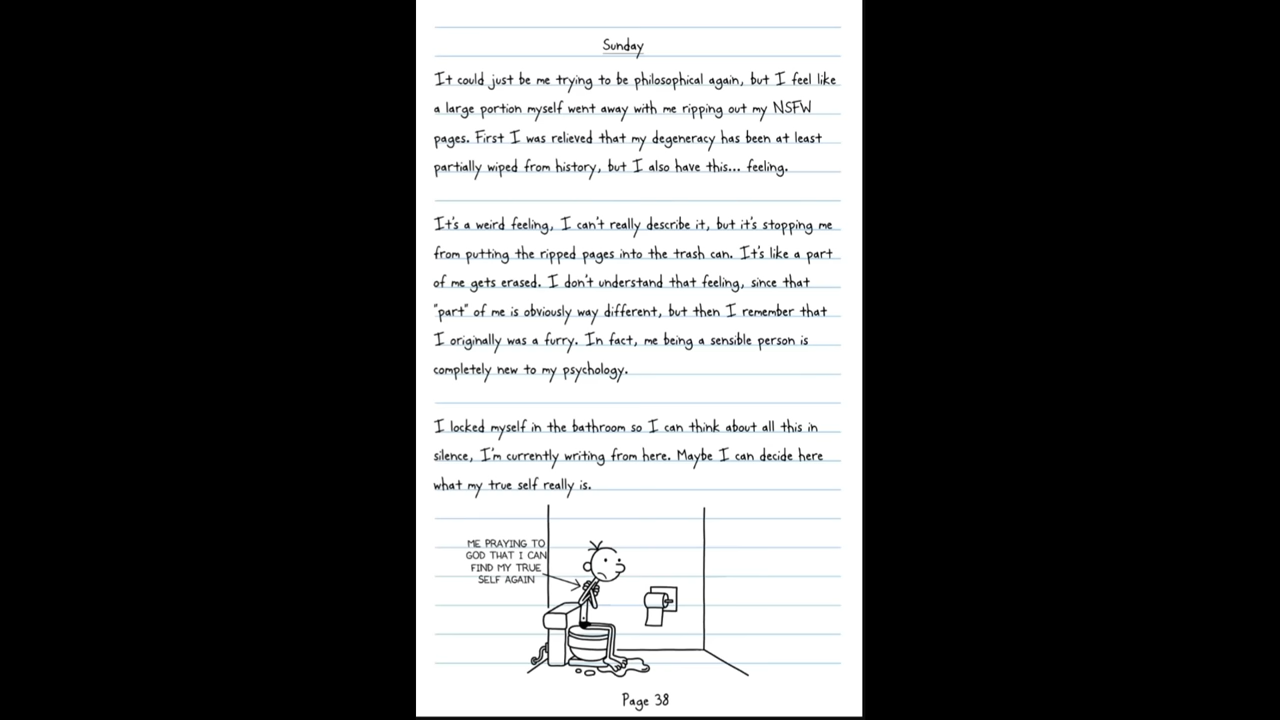 Sunday
It could just be me trying to be philosophical again, but I feel like
a large portion myself went away with me ripping out my NSFW
pages. First I was relieved that my degeneracy has been at least
partially wiped from history, but I also have this... feeling.
It's a weird feeling, I can't really describe it, but it's stopping me
from putting the ripped pages into the trash can. It's like a part
of me gets erased. I don't understand that feeling, since that
"part" of me is obviously way different, but then I remember that
I originally was a furry. In fact, me being a sensible person is
completely new to my psychology.
I locked myself in the bathroom so I can think about all this in
silence, I'm currently writing from here. Maybe I can decide here
what my true self really is.
ME PRAYING TO
GOD THAT I CAN
FIND MY TRUE
SELF AGAIN
Page 38